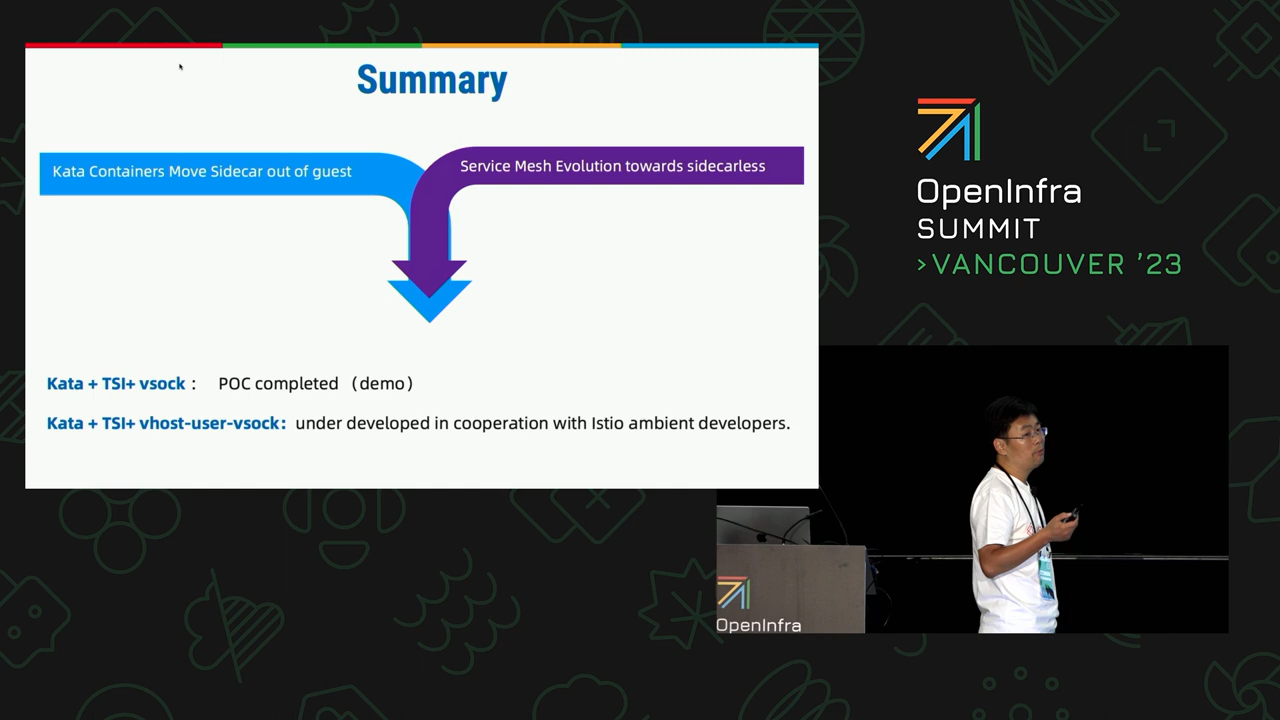 Summary
Kata Containers Move Sidecar out of guest
Service Mesh Evolution towards sidecarless
Kata + TSI+ vsock： POC completed （demo）
Kata + TSI+ vhost-user-vsock： under developed in cooperation with Istio ambient developers.
OpenInfra
SUMMIT
>VANCOUVER ’23
OpenInfra